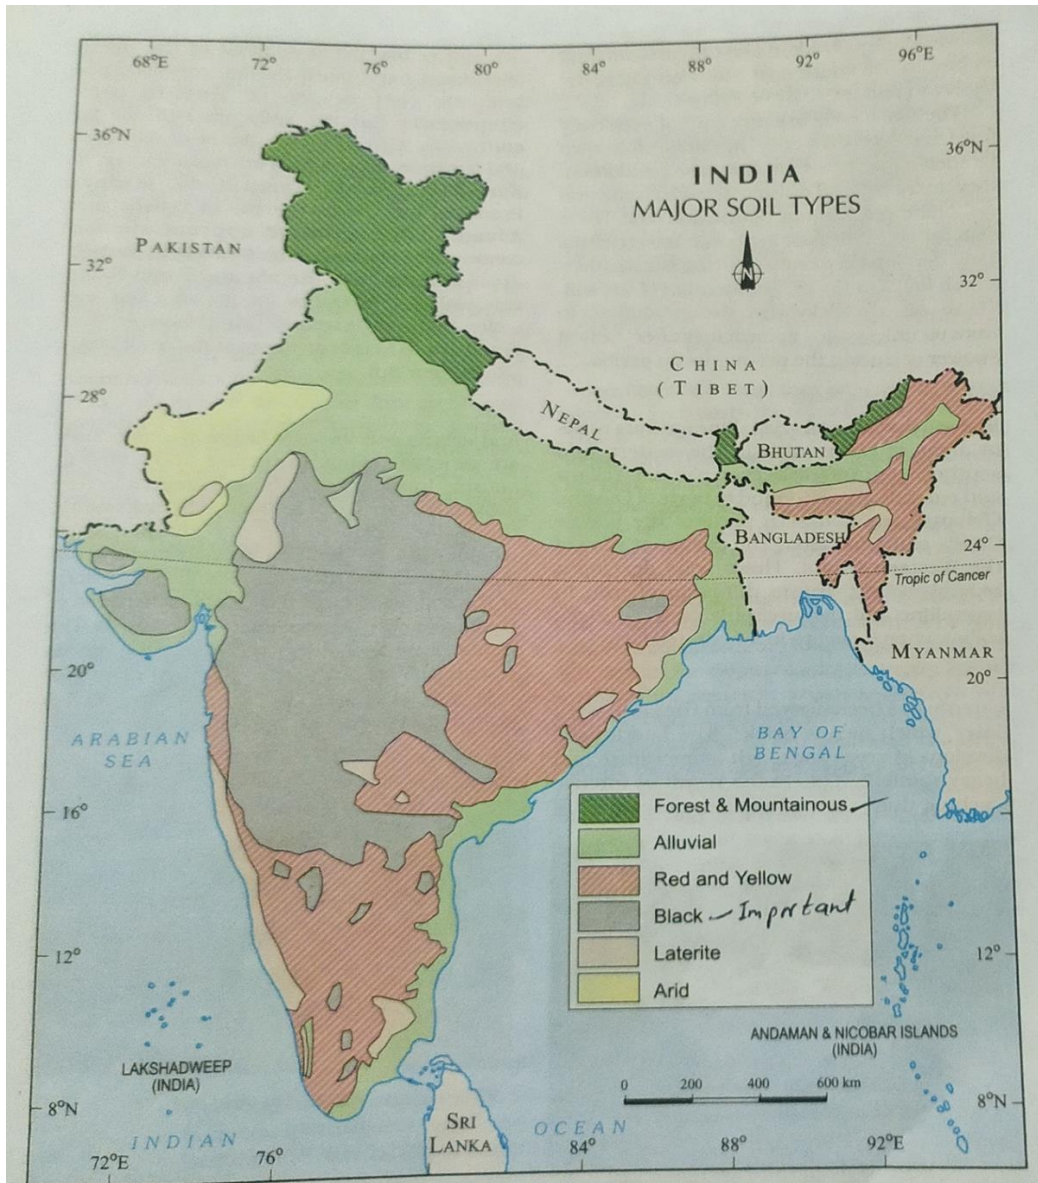 68°E 72° 76° 80° 84° 88° 92° 96°E
36°N
36°N
INDIA
MAJOR SOIL TYPES
PAKISTAN
N
32°
32°
CHINA
(TIBET)
28°
NEPAL
BHUTAN
BANGLADESH
24°
Tropic of Cancer
MYANMAR
20°
20°
ARABIAN
SEA
BAY OF
BENGAL
16°
Forest & Mountainous
Alluvial
Red and Yellow
Black Important
Laterite
Arid
12°
12°
LAKSHADWEEP
(INDIA)
ANDAMAN & NICOBAR ISLANDS
(INDIA)
0 200 400 600 km
8°N
8°N
SRI
LANKA
INDIAN OCEAN
72°E 76° 84° 88° 92°E